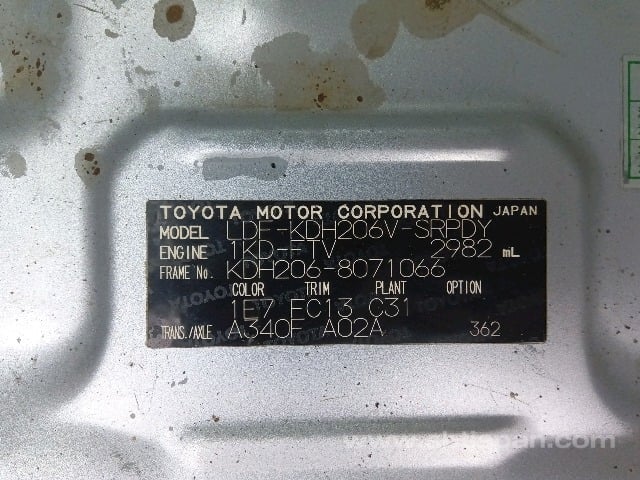 TOYOTA MOTOR CORPORATION JAPAN
MODEL LDF-KDH206V-SRPDY
ENGINE 1KD-FTV 2982 mL
FRAME No. KDH206-8071066
COLOR TRIM PLANT OPTION
1E7 FC13 C31
TRANS./AXLE A340F A02A 362